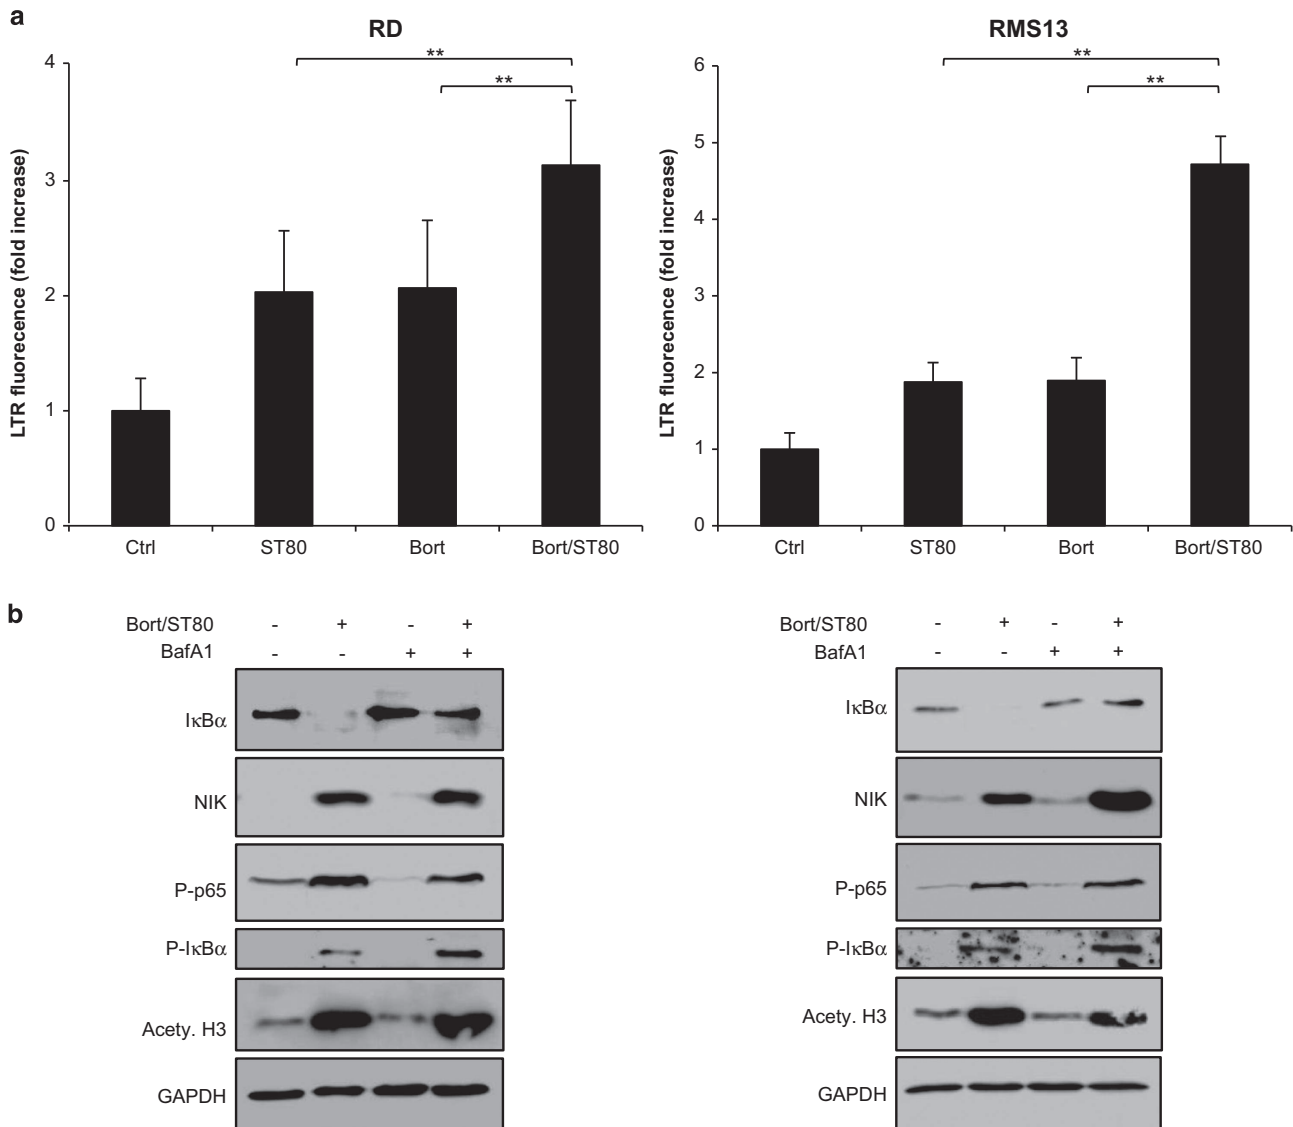 a
RD
**
**
LTR fluorecence (fold increase)
4
3
2
1
0
Ctrl ST80 Bort Bort/ST80
RMS13
**
**
LTR fluorecence (fold increase)
6
5
4
3
2
1
0
Ctrl ST80 Bort Bort/ST80
b
Bort/ST80 - + - +
BafA1 - - + +
IκBα
NIK
P-p65
P-IκBα
Acety. H3
GAPDH
Bort/ST80 - + - +
BafA1 - - + +
IκBα
NIK
P-p65
P-IκBα
Acety. H3
GAPDH